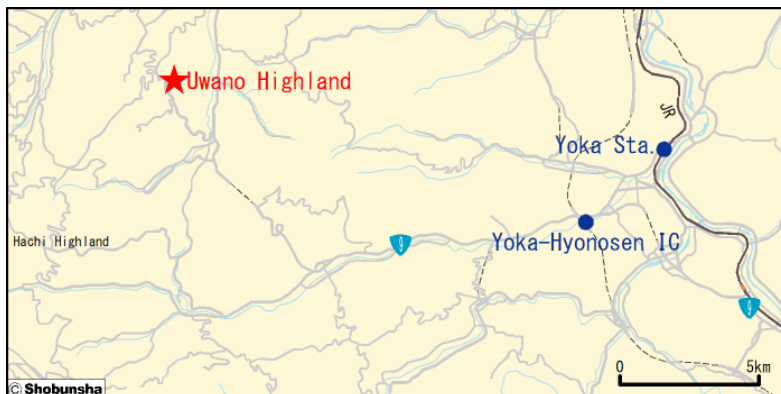 Uwano Highland
JR
Yoka Sta.
Hachi Highland
9
Yoka-Hyonosen IC
9
0 5km
© Shobunsha